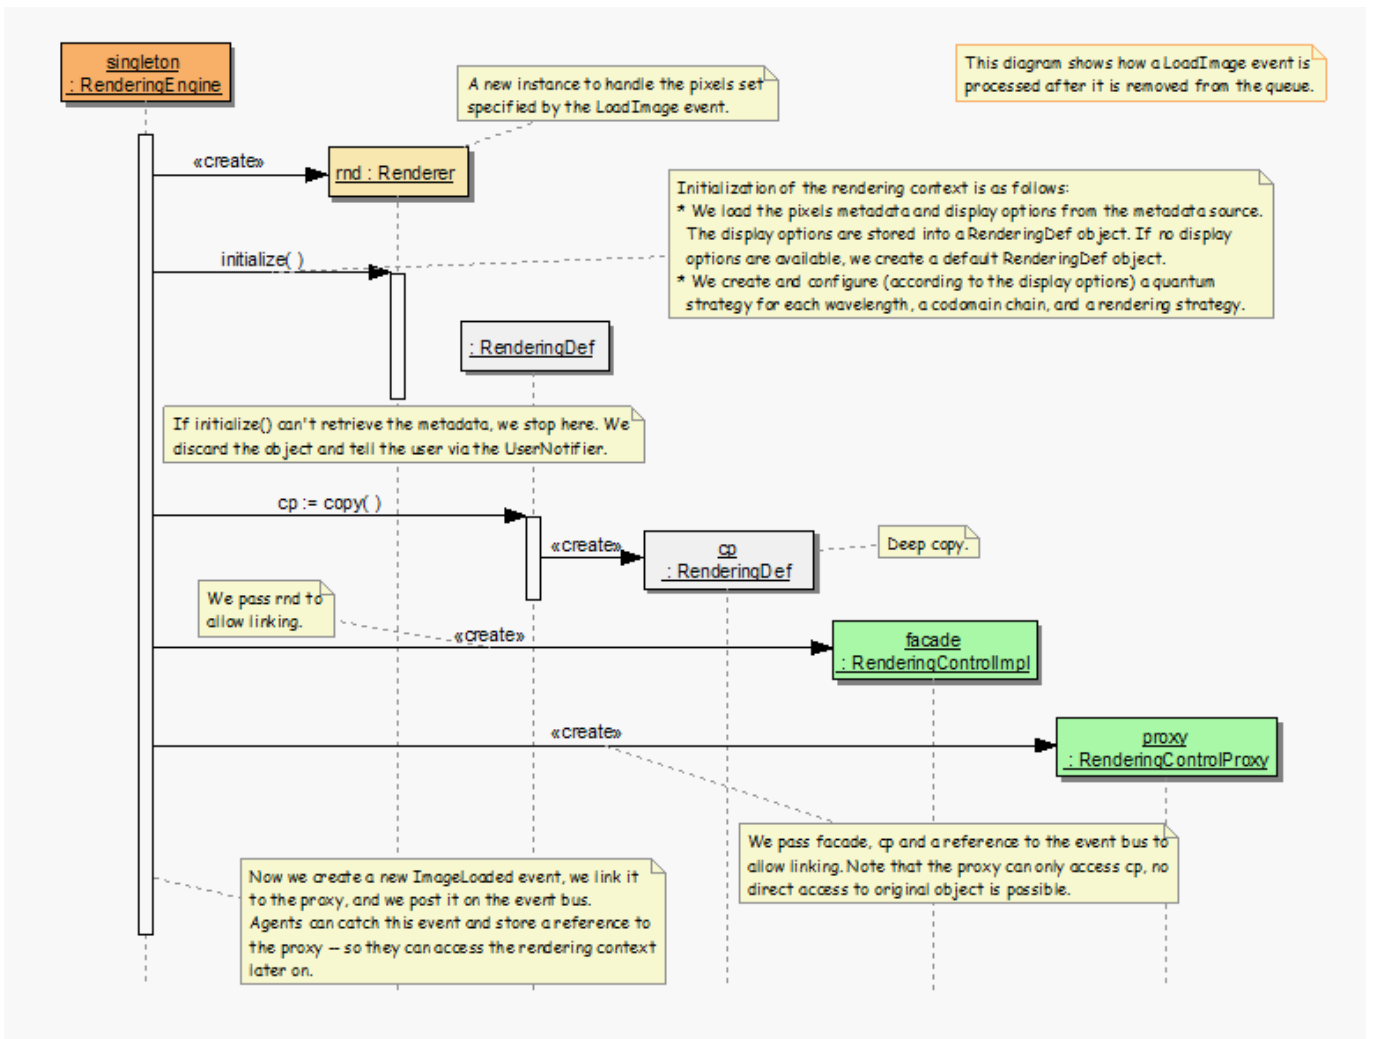 singleton
: RenderingEngine
This diagram shows how a LoadImage event is
processed after it is removed from the queue.
A new instance to handle the pixels set
specified by the LoadImage event.
«create»
rnd : Renderer
Initialization of the rendering context is as follows:
* We load the pixels metadata and display options from the metadata source.
The display options are stored into a RenderingDef object. If no display
options are available, we create a default RenderingDef object.
* We create and configure (according to the display options) a quantum
strategy for each wavelength, a codomain chain, and a rendering strategy.
initialize( )
: RenderingDef
If initialize() can't retrieve the metadata, we stop here. We
discard the object and tell the user via the UserNotifier.
cp := copy( )
«create»
cp
: RenderingDef
Deep copy.
We pass rnd to
allow linking.
«create»
facade
: RenderingControlImpl
«create»
proxy
: RenderingControlProxy
We pass facade, cp and a reference to the event bus to
allow linking. Note that the proxy can only access cp, no
direct access to original object is possible.
Now we create a new ImageLoaded event, we link it
to the proxy, and we post it on the event bus.
Agents can catch this event and store a reference to
the proxy – so they can access the rendering context
later on.